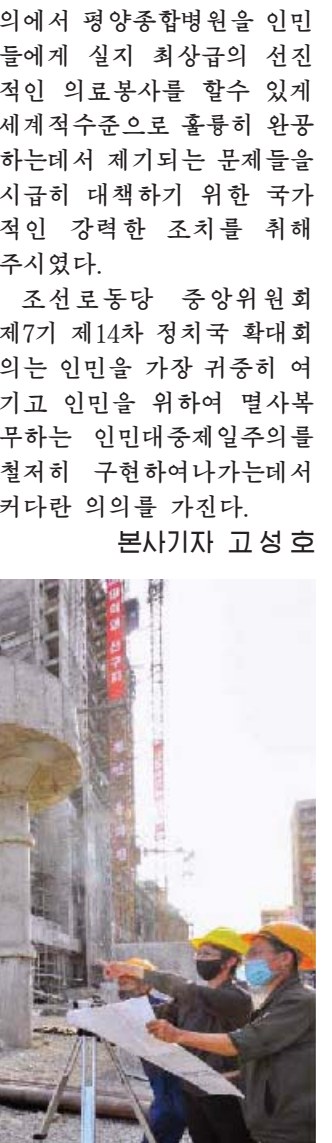 의에서 평양종합병원을 인민
들에게 실지 최상급의 선진
적인 의료봉사를 할수 있게
세계적수준으로 훌륭히 완공
하는데서 제기되는 문제들을
시급히 대책하기 위한 국가
적인 강력한 조치를 취해
주시였다.
조선로동당 중앙위원회
제7기 제14차 정치국 확대회
의는 인민을 가장 귀중히 여
기고 인민을 위하여 멸사복
무하는 인민대중제일주의를
철저히 구현하여나가는데서
커다란 의의를 가진다.
본사기자 고성호